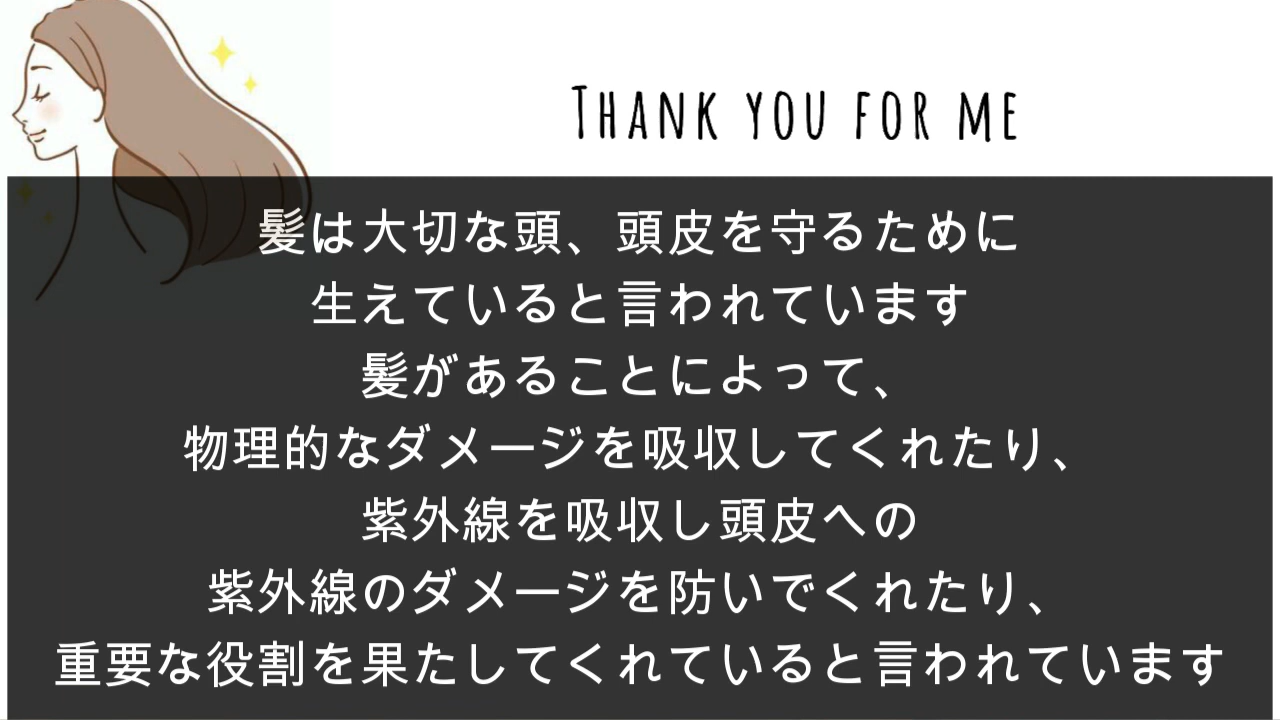 THANK YOU FOR ME
髪は大切な頭、頭皮を守るために
生えていると言われています
髪があることによって、
物理的なダメージを吸収してくれたり、
紫外線を吸収し頭皮への
紫外線のダメージを防いでくれたり、
重要な役割を果たしてくれていると言われています